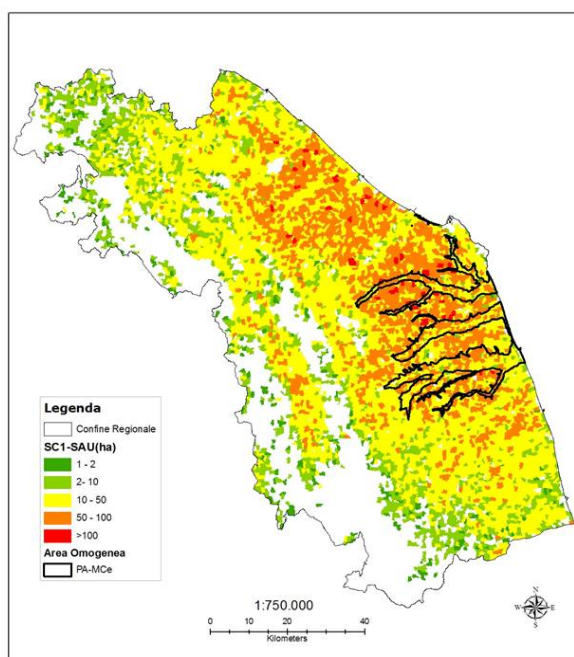 Legenda
Confine Regionale
SC1-SAU(ha)
1 - 2
2- 10
10 - 50
50 - 100
>100
Area Omogenea
PA-MCe
1:750.000
0 10 20 40
Kilometers
N
W E
S